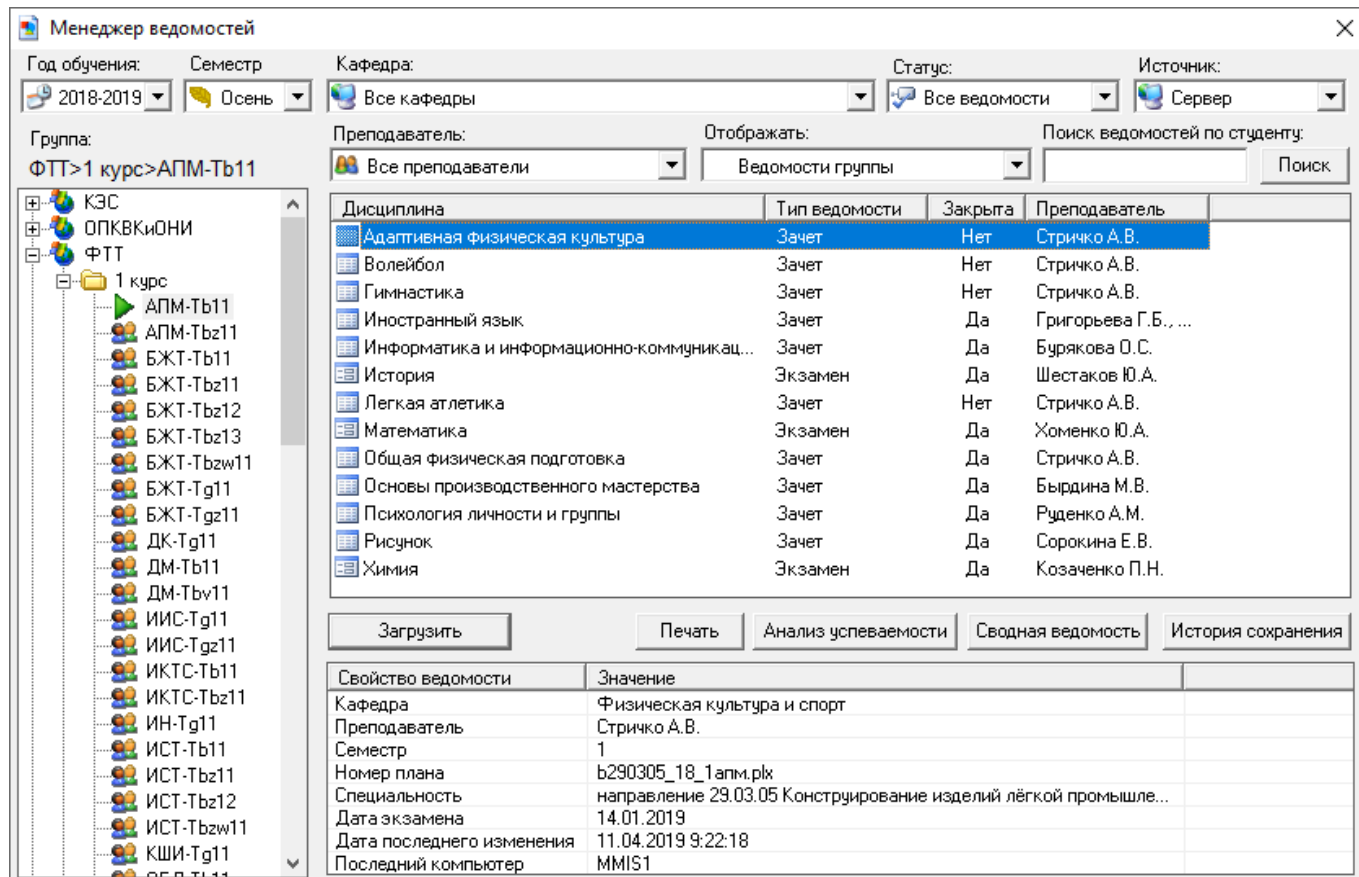 Менеджер ведомостей
Год обучения: Семестр Кафедра: Статус: Источник:
2018-2019 Осень Все кафедры Все ведомости Сервер
Группа: Преподаватель: Отображать: Поиск ведомостей по студенту:
ФТТ>1 курс>АПМ-Tb11 Все преподаватели Ведомости группы Поиск
КЭС
ОПКВКиОНИ
ФТТ
1 курс
АПМ-Tb11
АПМ-Tbz11
БЖТ-Tb11
БЖТ-Tbz11
БЖТ-Tbz12
БЖТ-Tbz13
БЖТ-Tbzw11
БЖТ-Tg11
БЖТ-Tgz11
ДК-Tg11
ДМ-Tb11
ДМ-Tbv11
ИИС-Tg11
ИИС-Tgz11
ИКТС-Tb11
ИКТС-Tbz11
ИН-Tg11
ИСТ-Tb11
ИСТ-Tbz11
ИСТ-Tbz12
ИСТ-Tbzw11
КШИ-Tg11
Дисциплина Тип ведомости Закрыта Преподаватель
Адаптивная физическая культура Зачет Нет Стричко А.В.
Волейбол Зачет Нет Стричко А.В.
Гимнастика Зачет Нет Стричко А.В.
Иностранный язык Зачет Да Григорьева Г.Б., ...
Информатика и информационно-коммуникац... Зачет Да Бурякова О.С.
История Экзамен Да Шестаков Ю.А.
Легкая атлетика Зачет Нет Стричко А.В.
Математика Экзамен Да Хоменко Ю.А.
Общая физическая подготовка Зачет Да Стричко А.В.
Основы производственного мастерства Зачет Да Бырдина М.В.
Психология личности и группы Зачет Да Руденко А.М.
Рисунок Зачет Да Сорокина Е.В.
Химия Экзамен Да Козаченко П.Н.
Загрузить Печать Анализ успеваемости Сводная ведомость История сохранения
Свойство ведомости Значение
Кафедра Физическая культура и спорт
Преподаватель Стричко А.В.
Семестр 1
Номер плана b290305_18_1апм.plx
Специальность направление 29.03.05 Конструирование изделий лёгкой промышле...
Дата экзамена 14.01.2019
Дата последнего изменения 11.04.2019 9:22:18
Последний компьютер MMIS1